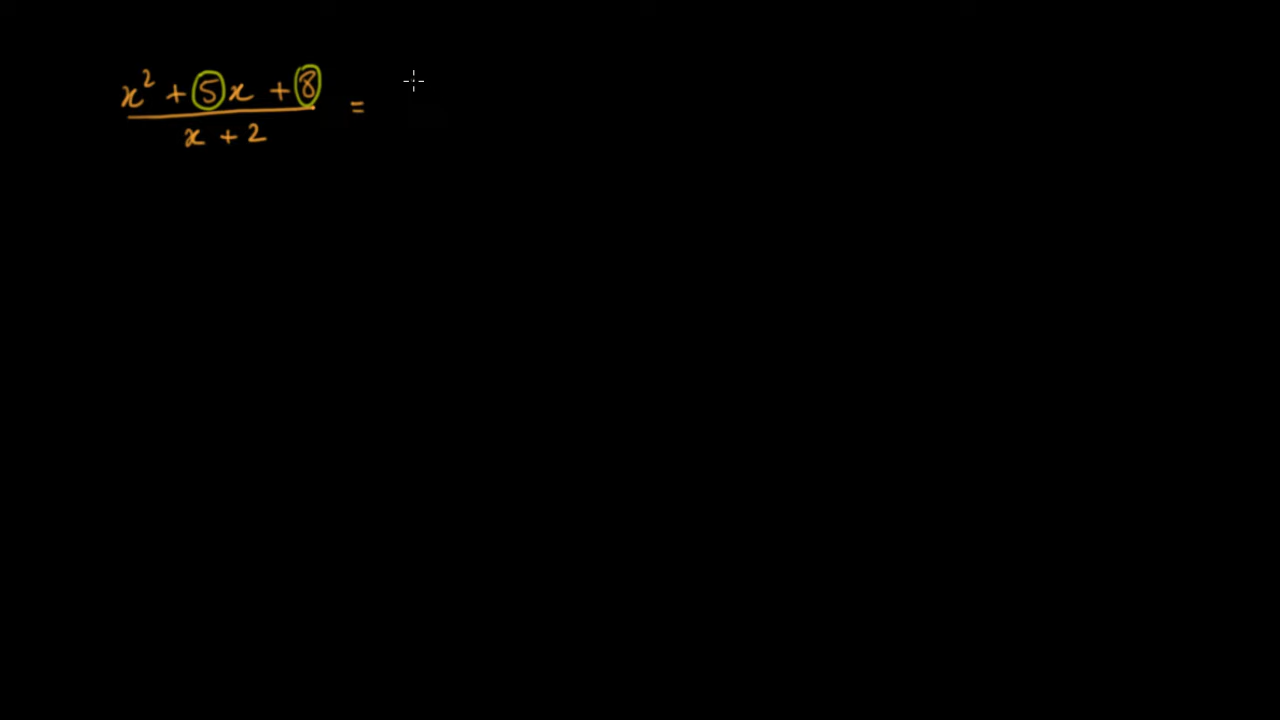 x² + 5x + 8 =
x + 2